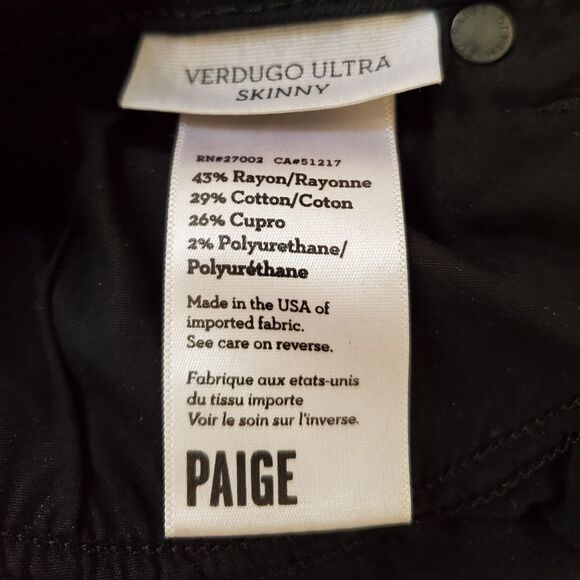 VERDUGO ULTRA
SKINNY
RN#27002 CA#51217
43% Rayon/Rayonne
29% Cotton/Coton
26% Cupro
2% Polyurethane/
Polyuréthane
Made in the USA of
imported fabric.
See care on reverse.
Fabrique aux etats-unis
du tissu importe
Voir le soin sur l'inverse.
PAIGE